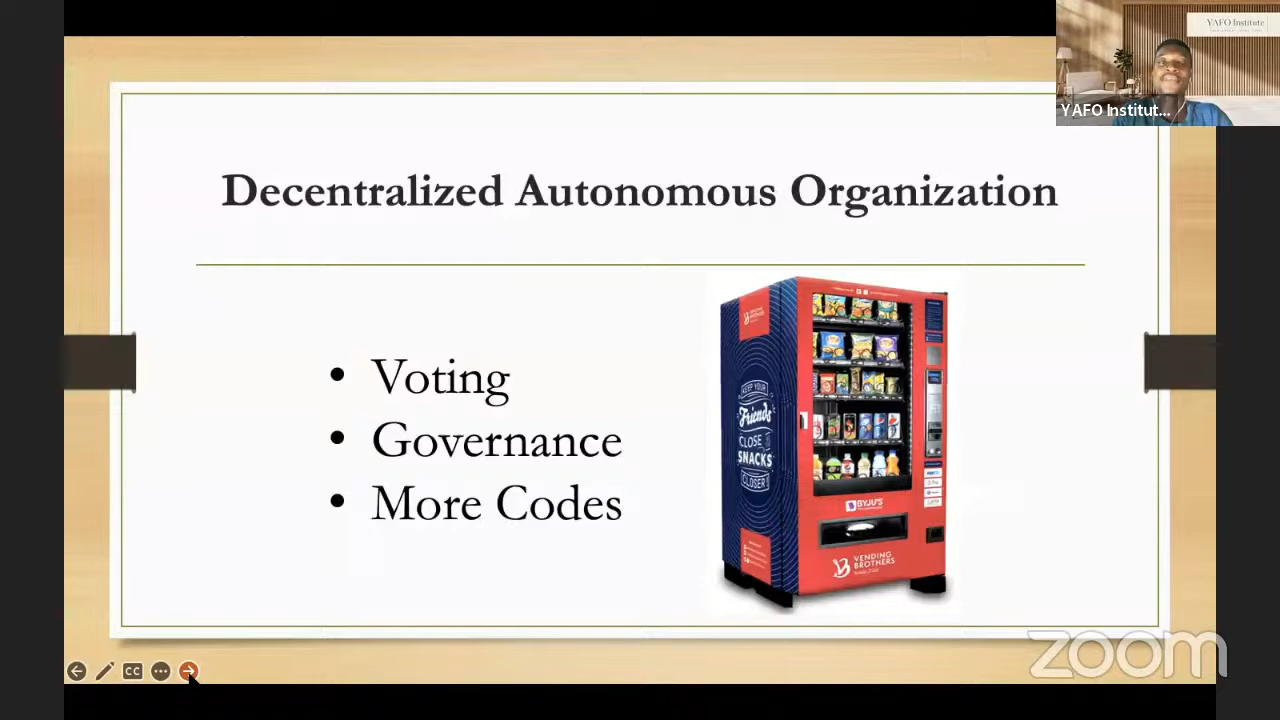 YAFO Institute
YAFO Institut...
Decentralized Autonomous Organization
• Voting
• Governance
• More Codes
KEEP YOUR
Friends
CLOSE
SNACKS
CLOSER
BYJU'S
VENDING
BROTHERS
CC
zoom